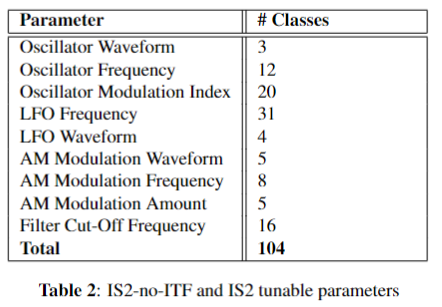 Parameter # Classes
Oscillator Waveform 3
Oscillator Frequency 12
Oscillator Modulation Index 20
LFO Frequency 31
LFO Waveform 4
AM Modulation Waveform 5
AM Modulation Frequency 8
AM Modulation Amount 5
Filter Cut-Off Frequency 16
Total 104
Table 2: IS2-no-ITF and IS2 tunable parameters